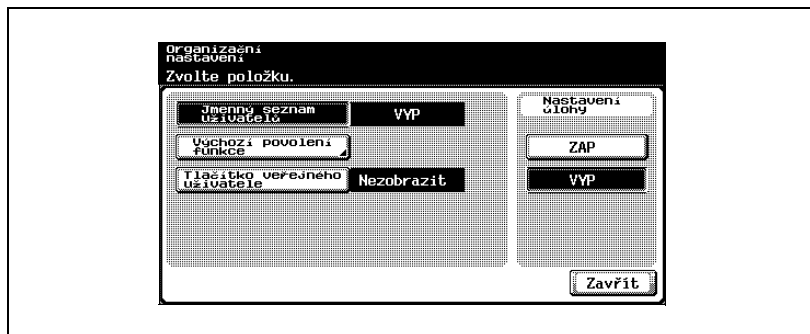 Organizační
nastavení
Zvolte položku.
Jmenný seznam
uživatelů
VYP
Nastavení
úlohy
Výchozí povolení
funkce
ZAP
Tlačítko veřejného
uživatele
Nezobrazit
VYP
Zavřít